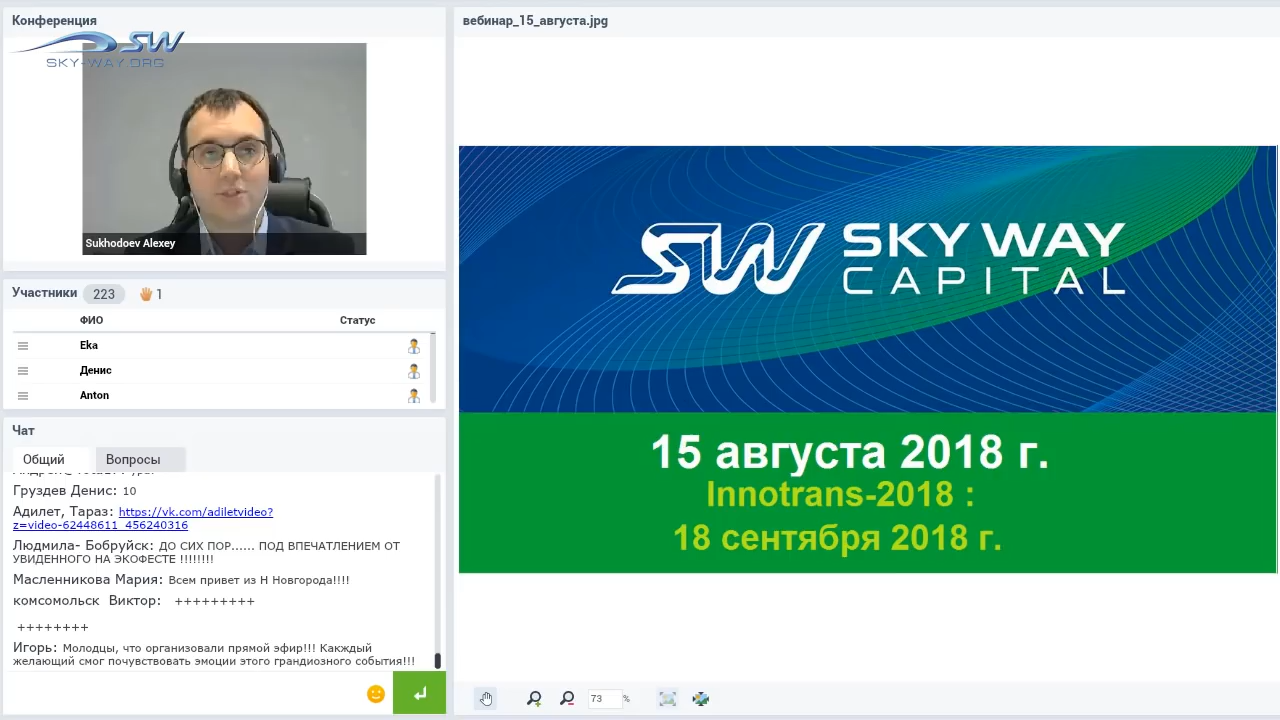 Конференция
SW
SKY-WAY.ORG
Sukhodoev Alexey
Участники 223 1
ФИО Статус
Eka
Денис
Anton
Чат
Общий Вопросы
Груздев Денис: 10
Адилет, Тараз: https://vk.com/adiletvideo?
z=video-62448611_456240316
Людмила- Бобруйск: ДО СИХ ПОР...... ПОД ВПЕЧАТЛЕНИЕМ ОТ
УВИДЕННОГО НА ЭКОФЕСТЕ !!!!!!!!
Масленникова Мария: Всем привет из Н Новгорода!!!!
комсомольск Виктор: +++++++++
++++++++
Игорь: Молодцы, что организовали прямой эфир!!! Какждый
желающий смог почувствовать эмоции этого грандиозного события!!!
вебинар_15_августа.jpg
SW SKY WAY
CAPITAL
15 августа 2018 г.
Innotrans-2018 :
18 сентября 2018 г.
73 %